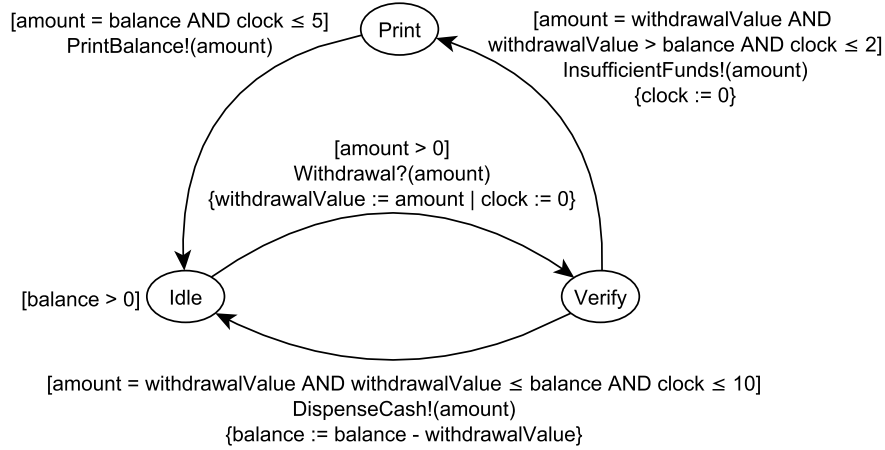 [amount = balance AND clock ≤ 5]
PrintBalance!(amount)
Print
[amount = withdrawalValue AND
withdrawalValue > balance AND clock ≤ 2]
InsufficientFunds!(amount)
{clock := 0}
[amount > 0]
Withdrawal?(amount)
{withdrawalValue := amount | clock := 0}
[balance > 0]
Idle
Verify
[amount = withdrawalValue AND withdrawalValue ≤ balance AND clock ≤ 10]
DispenseCash!(amount)
{balance := balance - withdrawalValue}